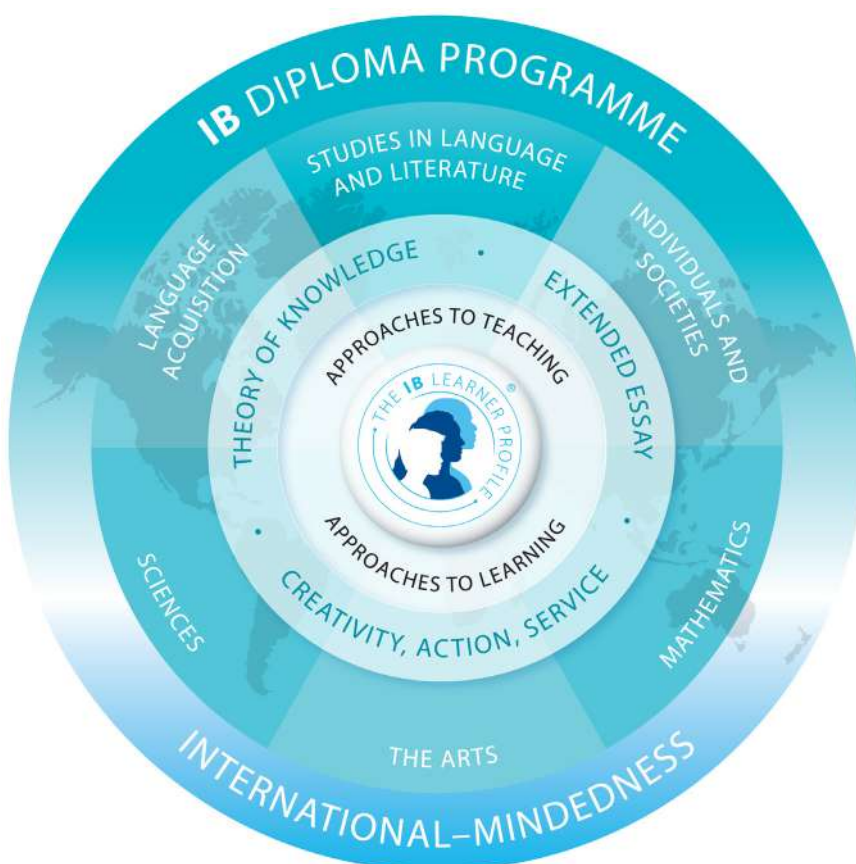 IB DIPLOMA PROGRAMME
STUDIES IN LANGUAGE
AND LITERATURE
LANGUAGE
ACQUISITION
INDIVIDUALS AND
SOCIETIES
THEORY OF KNOWLEDGE
·
EXTENDED ESSAY
APPROACHES TO TEACHING
· THE IB LEARNER PROFILE ·
®
APPROACHES TO LEARNING
·
CREATIVITY, ACTION, SERVICE
·
SCIENCES
MATHEMATICS
THE ARTS
INTERNATIONAL–MINDEDNESS